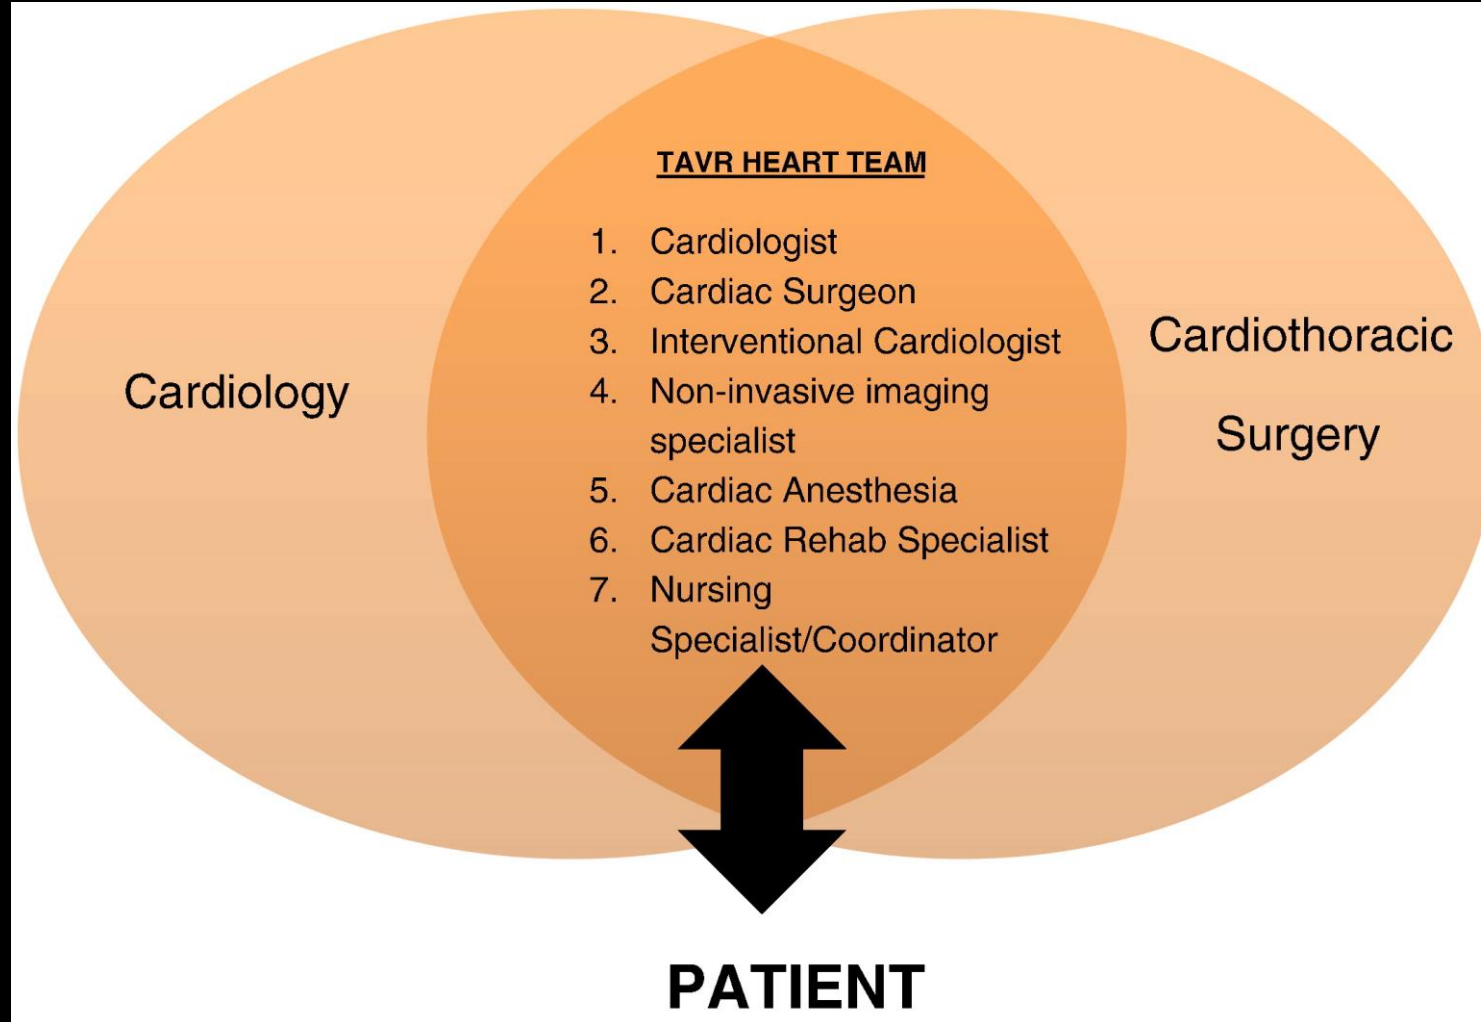 TAVR HEART TEAM
1. Cardiologist
2. Cardiac Surgeon
3. Interventional Cardiologist
4. Non-invasive imaging
specialist
5. Cardiac Anesthesia
6. Cardiac Rehab Specialist
7. Nursing
Specialist/Coordinator
Cardiology
Cardiothoracic
Surgery
PATIENT